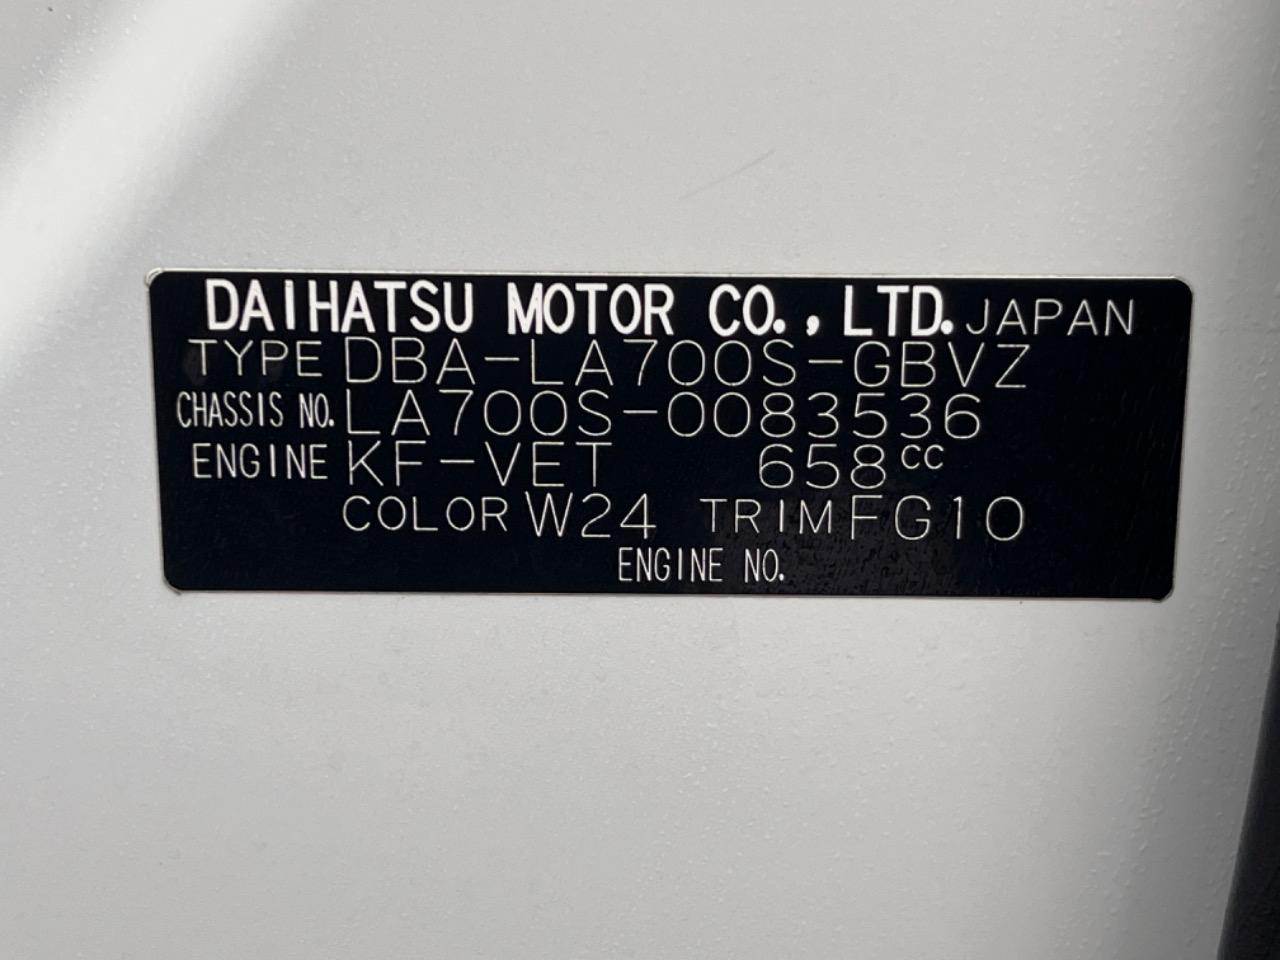 DAIHATSU MOTOR CO., LTD. JAPAN
TYPE DBA-LA700S-GBVZ
CHASSIS NO. LA700S-0083536
ENGINE KF-VET 658cc
COLOR W24 TRIM FG10
ENGINE NO.